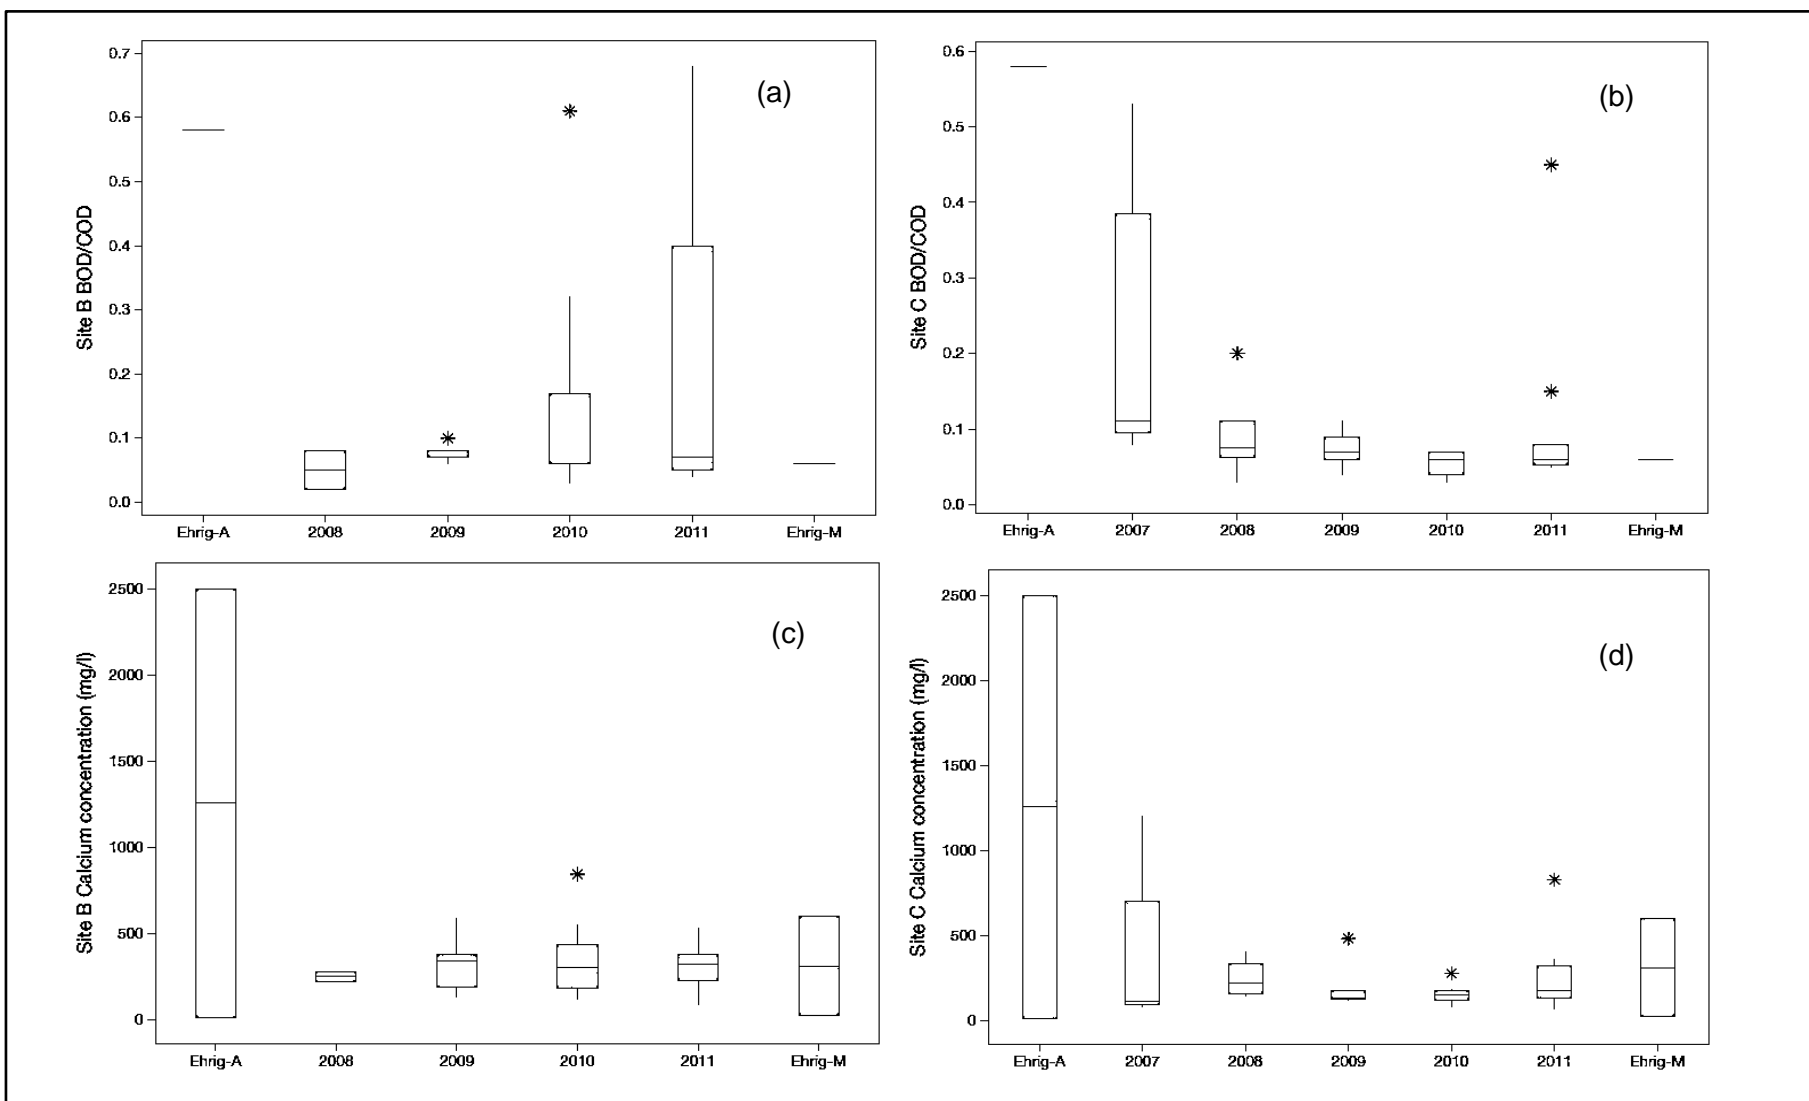 (a)
Site B BOD/COD
0.7
0.6
0.5
0.4
0.3
0.2
0.1
0.0
Ehrig-A 2008 2009 2010 2011 Ehrig-M
(b)
Site C BOD/COD
0.6
0.5
0.4
0.3
0.2
0.1
0.0
Ehrig-A 2007 2008 2009 2010 2011 Ehrig-M
(c)
Site B Calcium concentration (mg/l)
2500
2000
1500
1000
500
0
Ehrig-A 2008 2009 2010 2011 Ehrig-M
(d)
Site C Calcium concentration (mg/l)
2500
2000
1500
1000
500
0
Ehrig-A 2007 2008 2009 2010 2011 Ehrig-M